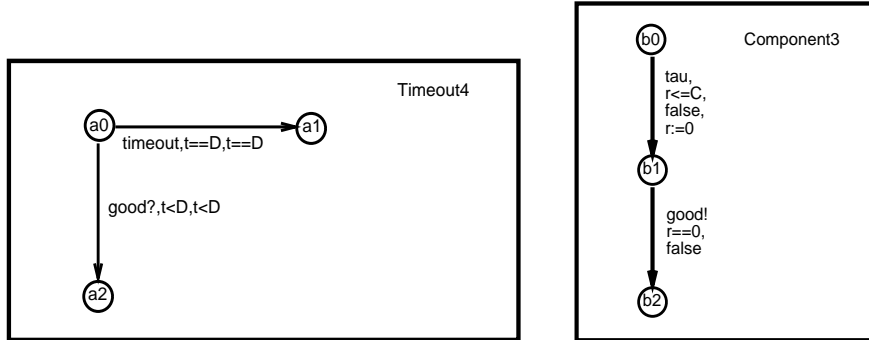 Timeout4
a0
a1
timeout,t==D,t==D
good?,t<D,t<D
a2
b0
Component3
tau,
r<=C,
false,
r:=0
b1
good!
r==0,
false
b2